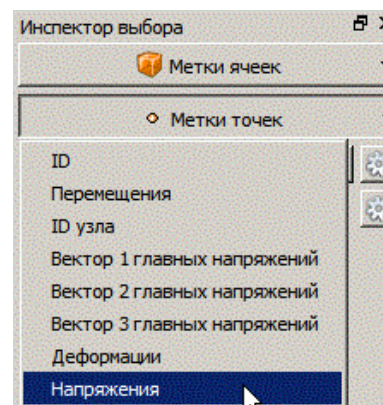 Инспектор выбора
Метки ячеек
Метки точек
ID
Перемещения
ID узла
Вектор 1 главных напряжений
Вектор 2 главных напряжений
Вектор 3 главных напряжений
Деформации
Напряжения